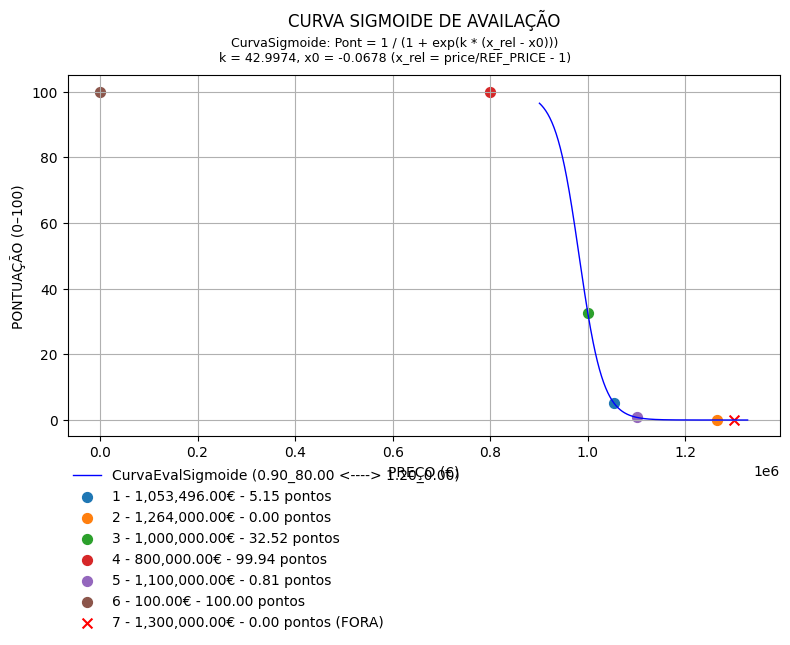 CURVA SIGMOIDE DE AVAILAÇÃO
CurvaSigmoide: Pont = 1 / (1 + exp(k * (x_rel - x0)))
k = 42.9974, x0 = -0.0678 (x_rel = price/REF_PRICE - 1)
PONTUAÇÃO (0–100)
100
80
60
40
20
0
0.0
0.2
0.4
0.6
0.8
1.0
1.2
1e6
PREÇO (€)
CurvaEvalSigmoide (0.90_80.00 <----> 1.20_0.00)
1 - 1,053,496.00€ - 5.15 pontos
2 - 1,264,000.00€ - 0.00 pontos
3 - 1,000,000.00€ - 32.52 pontos
4 - 800,000.00€ - 99.94 pontos
5 - 1,100,000.00€ - 0.81 pontos
6 - 100.00€ - 100.00 pontos
7 - 1,300,000.00€ - 0.00 pontos (FORA)